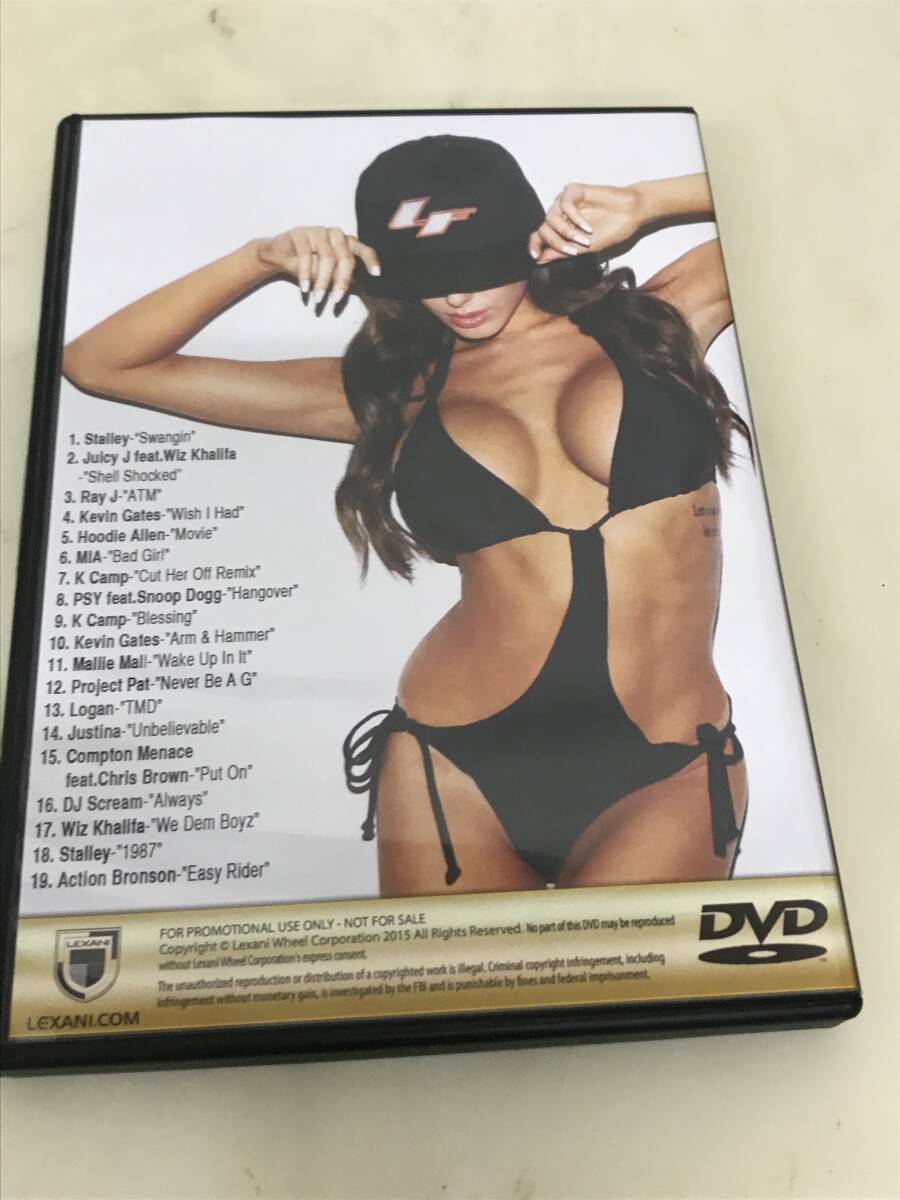 LF
1. Stalley-"Swangin"
2. Juicy J feat.Wiz Khalifa
-"Shell Shocked"
3. Ray J-"ATM"
4. Kevin Gates-"Wish I Had"
5. Hoodie Allen-"Movie"
6. MIA-"Bad Girl"
7. K Camp-"Cut Her Off Remix"
8. PSY feat.Snoop Dogg-"Hangover"
9. K Camp-"Blessing"
10. Kevin Gates-"Arm & Hammer"
11. Mallie Mall-"Wake Up In It"
12. Project Pat-"Never Be A G"
13. Logan-"TMD"
14. Justina-"Unbelievable"
15. Compton Menace
feat.Chris Brown-"Put On"
16. DJ Scream-"Always"
17. Wiz Khalifa-"We Dem Boyz"
18. Stalley-"1987"
19. Action Bronson-"Easy Rider"
FOR PROMOTIONAL USE ONLY - NOT FOR SALE
Copyright © Lexani Wheel Corporation 2015 All Rights Reserved. No part of this DVD may be reproduced
without Lexani Wheel Corporation's express consent.
The unauthorized reproduction or distribution of a copyrighted work is illegal. Criminal copyright infringement, including
infringement without monetary gain, is investigated by the FBI and is punishable by fines and federal imprisonment.
LEXANI
LEXANI.COM
DVD